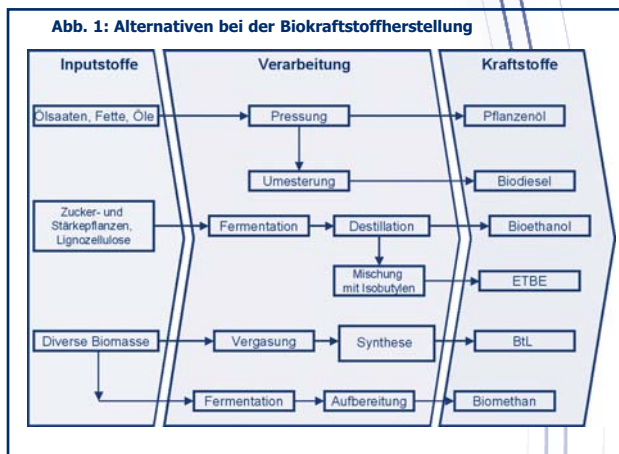 Abb. 1: Alternativen bei der Biokraftstoffherstellung
Inputstoffe
Verarbeitung
Kraftstoffe
Ölsaaten, Fette, Öle
Pressung
Pflanzenöl
Umesterung
Biodiesel
Zucker- und
Stärkepflanzen,
Lignozellulose
Fermentation
Destillation
Bioethanol
Mischung
mit Isobutylen
ETBE
Diverse Biomasse
Vergasung
Synthese
BtL
Fermentation
Aufbereitung
Biomethan